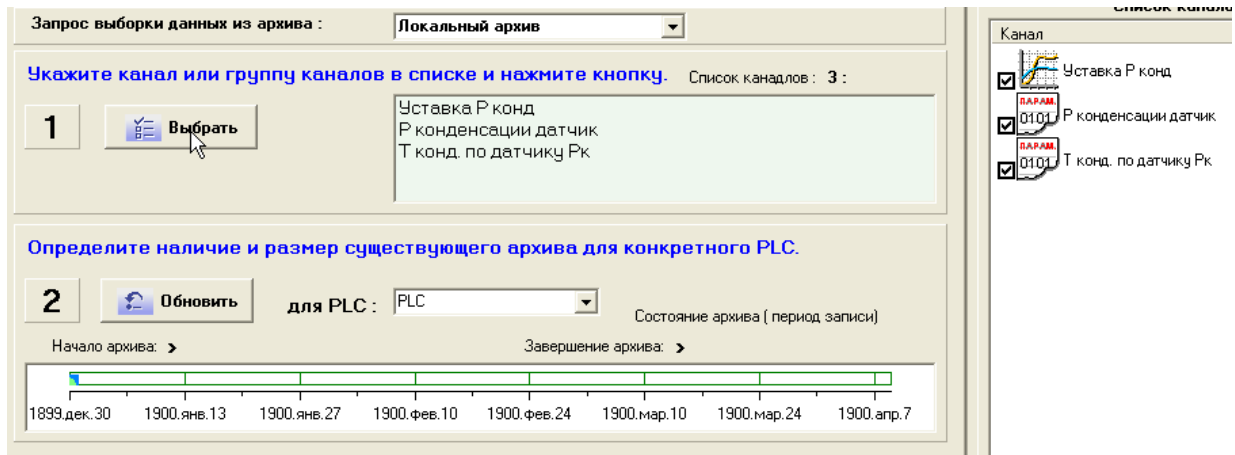 Запрос выборки данных из архива :
Локальный архив
Укажите канал или группу каналов в списке и нажмите кнопку.
Список канадлов : 3 :
1
Выбрать
Уставка Р конд
Р конденсации датчик
Т конд. по датчику Рк
Определите наличие и размер существующего архива для конкретного PLC.
2
Обновить
для PLC :
PLC
Состояние архива ( период записи)
Начало архива: >
Завершение архива: >
1899.дек.30 1900.янв.13 1900.янв.27 1900.фев.10 1900.фев.24 1900.мар.10 1900.мар.24 1900.апр.7
Канал
Уставка Р конд
ПАРАМ.
0101
Р конденсации датчик
ПАРАМ.
0101
Т конд. по датчику Рк